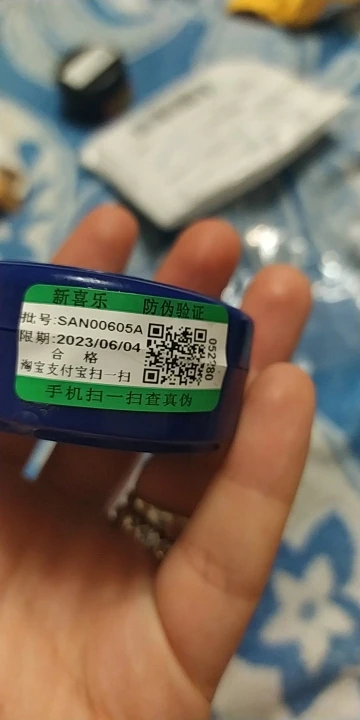 新喜乐 防伪验证
批号:SAN00605A
限期:2023/06/04
合 格
淘宝支付宝扫一扫
手机扫一扫查真伪